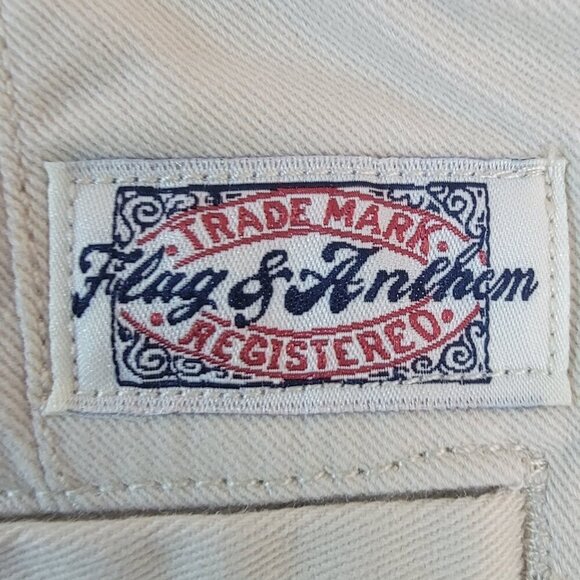 · TRADE MARK ·
Flag & Anthem
· REGISTERED ·